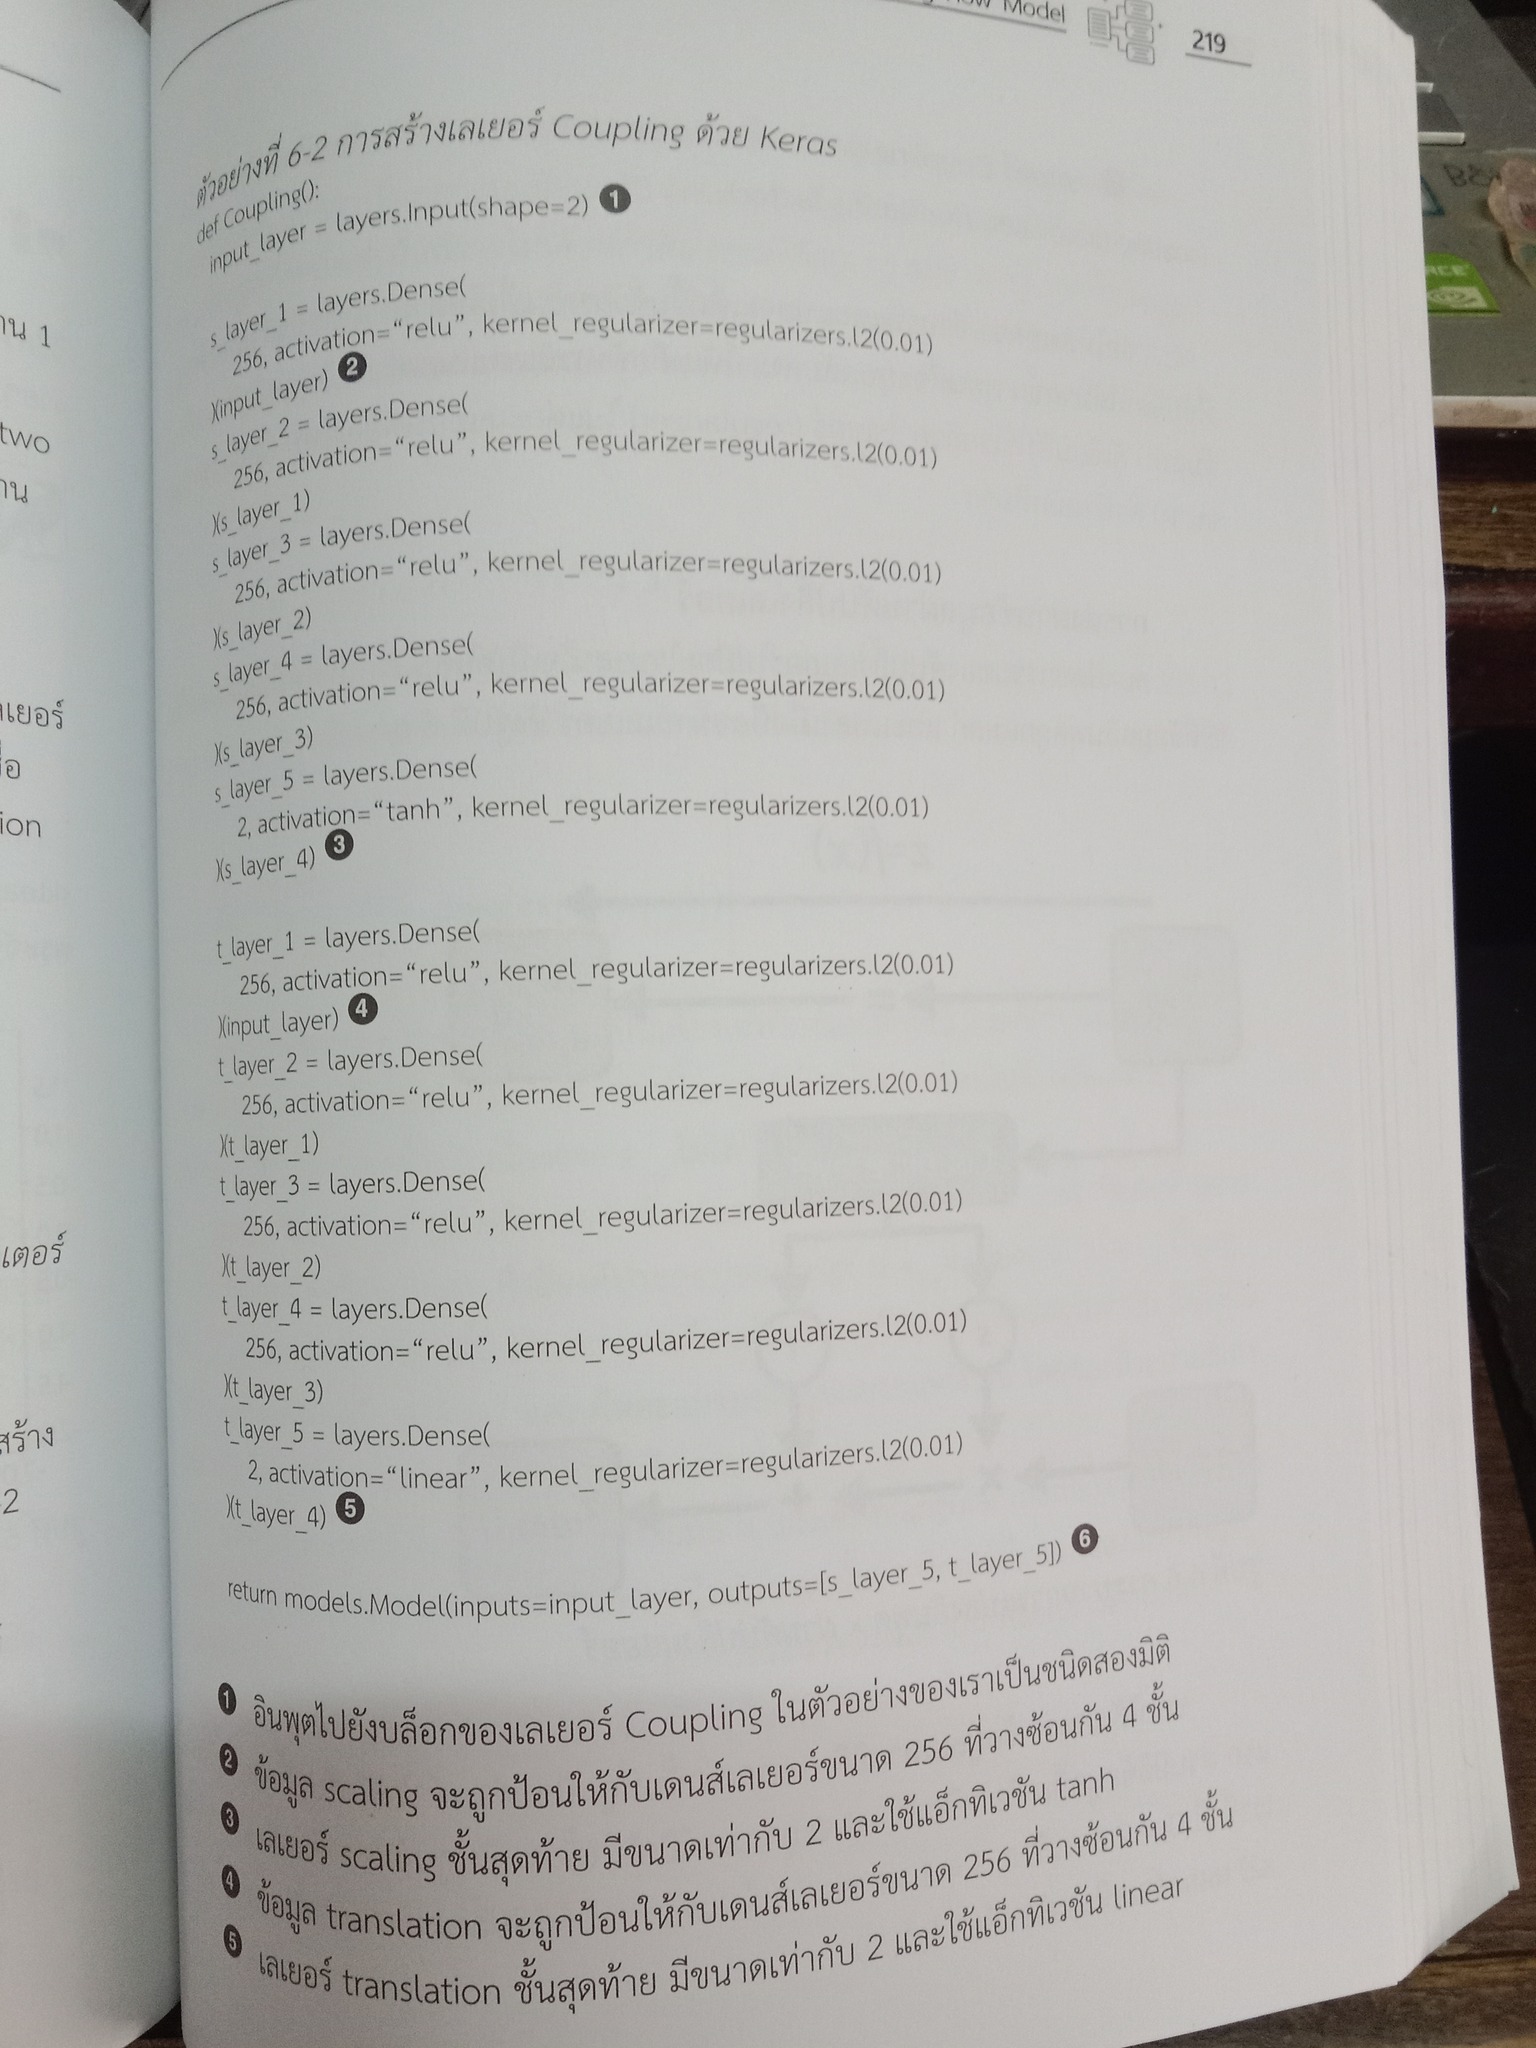 Model
219
ตัวอย่างที่ 6-2 การสร้างเลเยอร์ Coupling ด้วย Keras
def Coupling():
input_layer = layers.Input(shape=2) 1
s_layer_1 = layers.Dense(
256, activation=“relu”, kernel_regularizer=regularizers.l2(0.01)
)(input_layer) 2
s_layer_2 = layers.Dense(
256, activation=“relu”, kernel_regularizer=regularizers.l2(0.01)
)(s_layer_1)
s_layer_3 = layers.Dense(
256, activation=“relu”, kernel_regularizer=regularizers.l2(0.01)
)(s_layer_2)
s_layer_4 = layers.Dense(
256, activation=“relu”, kernel_regularizer=regularizers.l2(0.01)
)(s_layer_3)
s_layer_5 = layers.Dense(
2, activation=“tanh”, kernel_regularizer=regularizers.l2(0.01)
)(s_layer_4) 3
t_layer_1 = layers.Dense(
256, activation=“relu”, kernel_regularizer=regularizers.l2(0.01)
)(input_layer) 4
t_layer_2 = layers.Dense(
256, activation=“relu”, kernel_regularizer=regularizers.l2(0.01)
)(t_layer_1)
t_layer_3 = layers.Dense(
256, activation=“relu”, kernel_regularizer=regularizers.l2(0.01)
)(t_layer_2)
t_layer_4 = layers.Dense(
256, activation=“relu”, kernel_regularizer=regularizers.l2(0.01)
)(t_layer_3)
t_layer_5 = layers.Dense(
2, activation=“linear”, kernel_regularizer=regularizers.l2(0.01)
)(t_layer_4) 5
return models.Model(inputs=input_layer, outputs=[s_layer_5, t_layer_5]) 6
1 อินพุตไปยังบล็อกของเลเยอร์ Coupling ในตัวอย่างของเราเป็นชนิดสองมิติ
2 ข้อมูล scaling จะถูกป้อนให้กับเดนส์เลเยอร์ขนาด 256 ที่วางซ้อนกัน 4 ชั้น
3 เลเยอร์ scaling ชั้นสุดท้าย มีขนาดเท่ากับ 2 และใช้แอ็กทิเวชัน tanh
4 ข้อมูล translation จะถูกป้อนให้กับเดนส์เลเยอร์ขนาด 256 ที่วางซ้อนกัน 4 ชั้น
5 เลเยอร์ translation ชั้นสุดท้าย มีขนาดเท่ากับ 2 และใช้แอ็กทิเวชัน linear